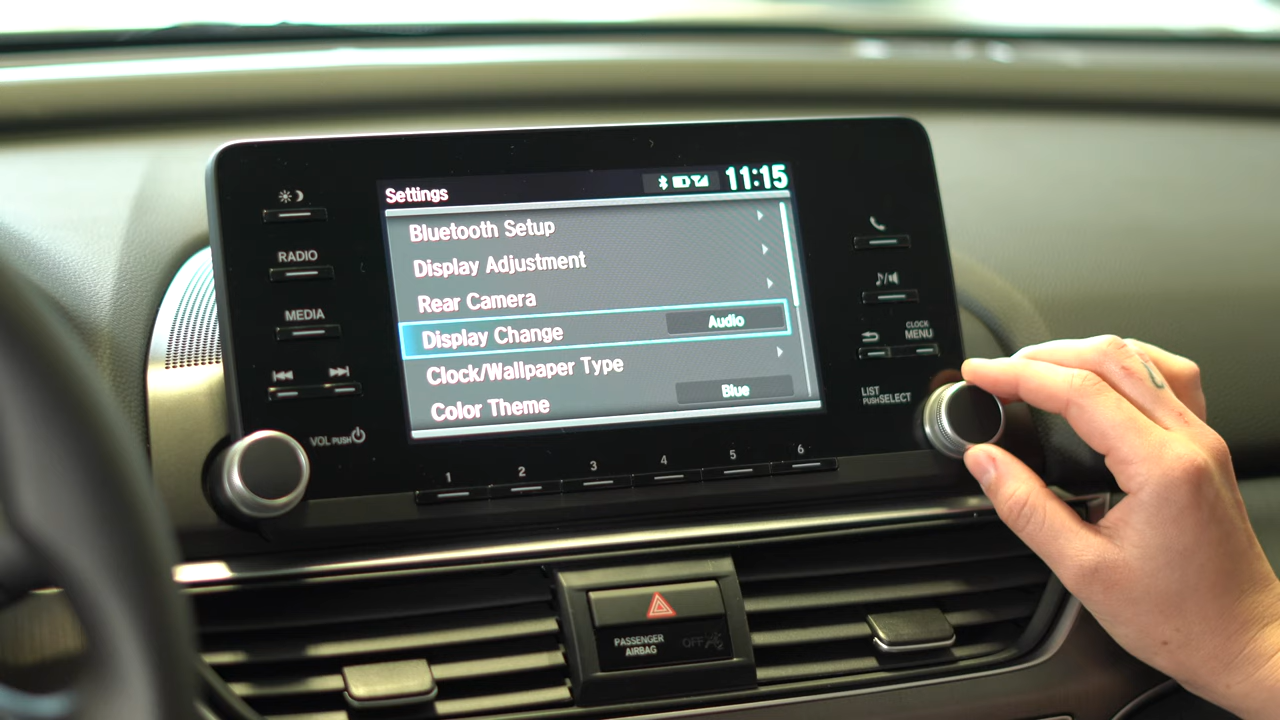 Settings
11:15
Bluetooth Setup
Display Adjustment
Rear Camera
Display Change
Audio
Clock/Wallpaper Type
Color Theme
Blue
RADIO
MEDIA
VOL PUSH
CLOCK
MENU
LIST
PUSH SELECT
1 2 3 4 5 6
PASSENGER
AIRBAG
OFF